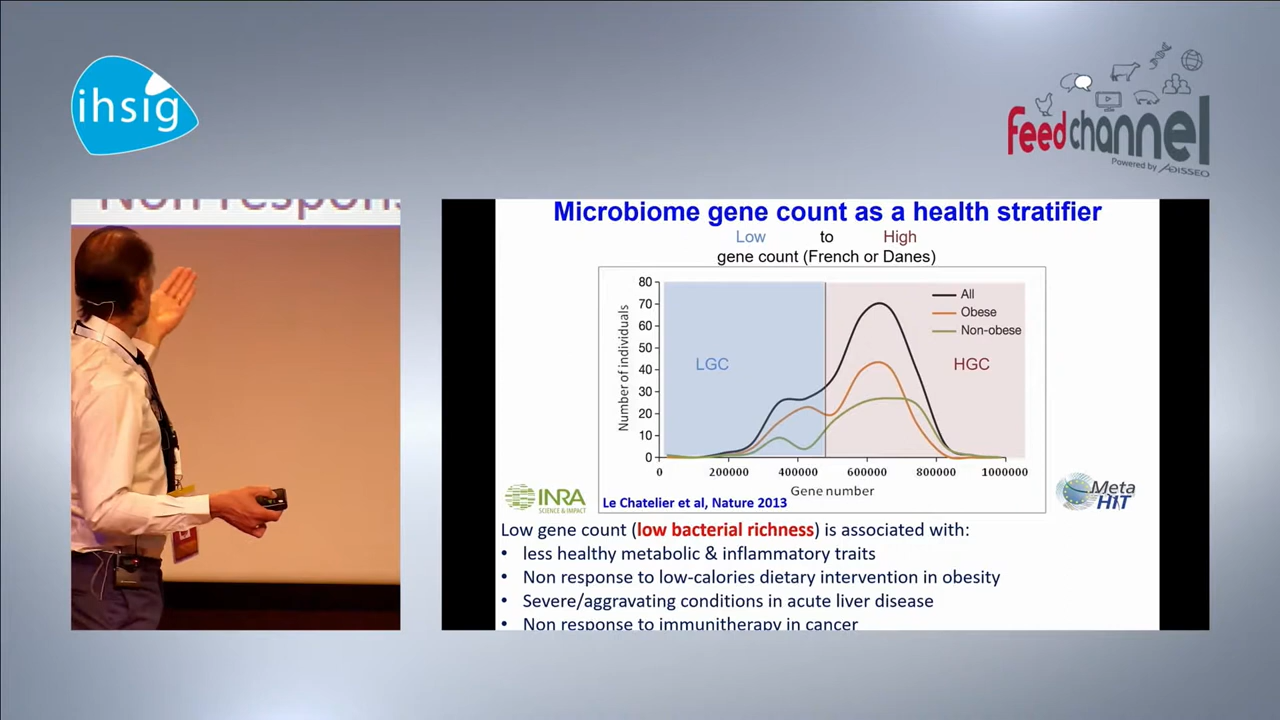 ihsig
feedchannel
Powered by ADISSEO
Non respons
Microbiome gene count as a health stratifier
Low to High
gene count (French or Danes)
80
70
60
50
40
30
20
10
0
Number of individuals
LGC
HGC
All
Obese
Non-obese
0 200000 400000 600000 800000 1000000
Gene number
Le Chatelier et al, Nature 2013
INRA
SCIENCE & IMPACT
Meta
HIT
Low gene count (low bacterial richness) is associated with:
• less healthy metabolic & inflammatory traits
• Non response to low-calories dietary intervention in obesity
• Severe/aggravating conditions in acute liver disease
• Non response to immunitherapy in cancer